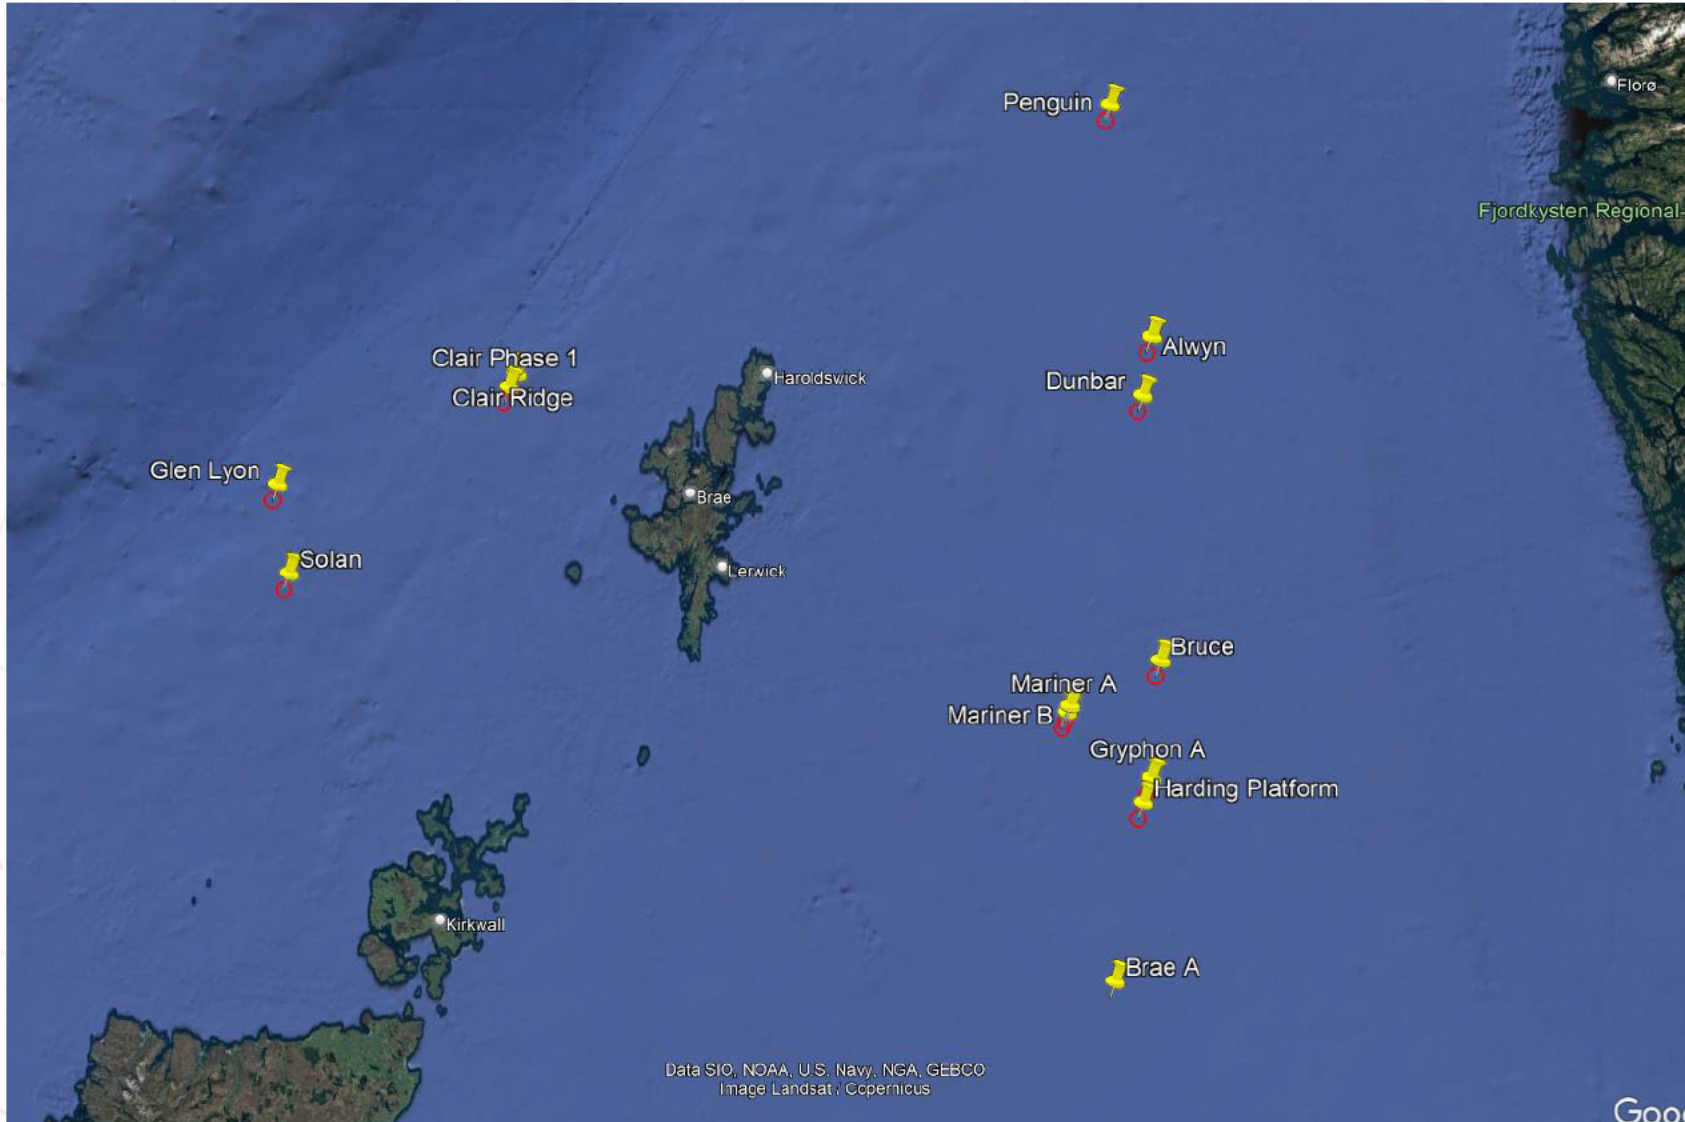 Florø
Penguin
Fjordkysten Regional-
Alwyn
Clair Phase 1
Haroldswick
Dunbar
Clair Ridge
Glen Lyon
Brae
Solan
Lerwick
Bruce
Mariner A
Mariner B
Gryphon A
Harding Platform
Kirkwall
Brae A
Data SIO, NOAA, U.S. Navy, NGA, GEBCO
Image Landsat / Copernicus
Goo